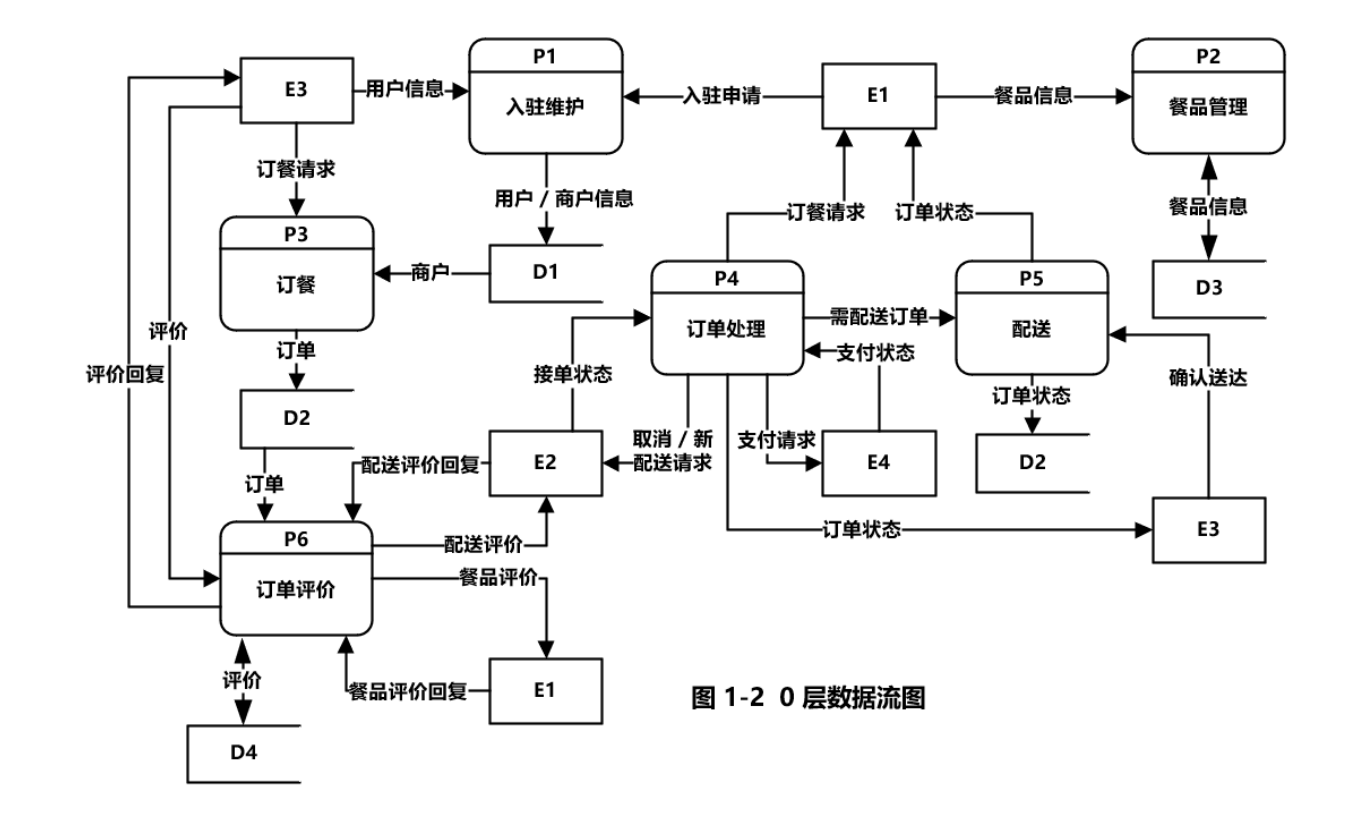 P1
P2
E3
用户信息
入驻维护
入驻申请
E1
餐品信息
餐品管理
订餐请求
用户 / 商户信息
订餐请求
订单状态
餐品信息
P3
订餐
商户
D1
P4
订单处理
需配送订单
P5
配送
D3
评价
订单
接单状态
支付状态
确认送达
评价回复
D2
取消 / 新
配送请求
支付请求
订单状态
配送评价回复
E2
E4
D2
订单
P6
订单评价
配送评价
订单状态
E3
餐品评价
评价
餐品评价回复
E1
图 1-2 0 层数据流图
D4